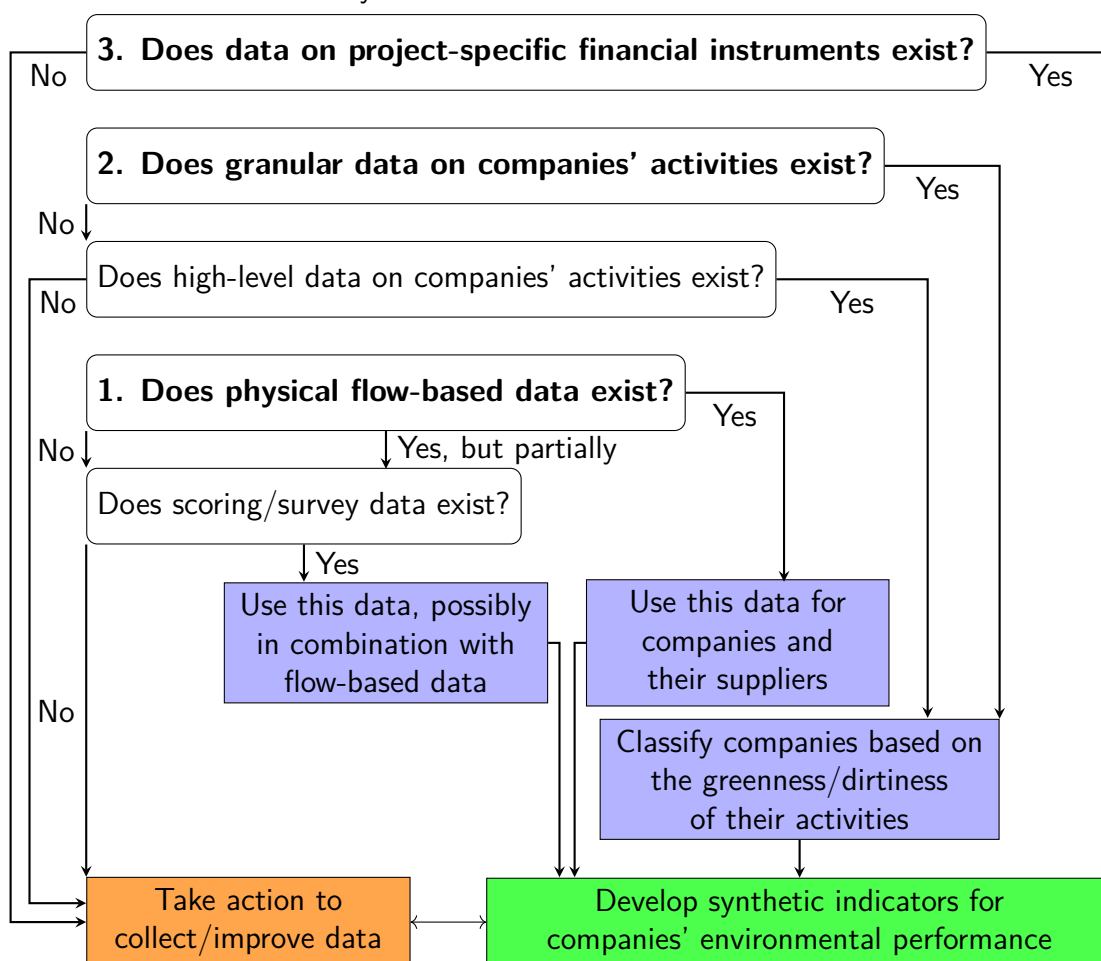 3. Does data on project-specific financial instruments exist?
No
Yes
2. Does granular data on companies' activities exist?
Yes
No
Does high-level data on companies' activities exist?
No
Yes
1. Does physical flow-based data exist?
Yes
No
Yes, but partially
Does scoring/survey data exist?
Yes
Use this data, possibly
in combination with
flow-based data
Use this data for
companies and
their suppliers
No
Classify companies based on
the greenness/dirtiness
of their activities
Take action to
collect/improve data
Develop synthetic indicators for
companies' environmental performance